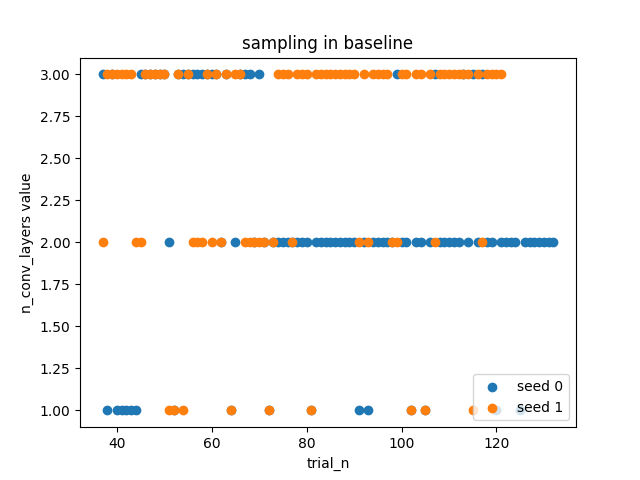 sampling in baseline
n_conv_layers value
3.00
2.75
2.50
2.25
2.00
1.75
1.50
1.25
1.00
seed 0
seed 1
40 60 80 100 120
trial_n